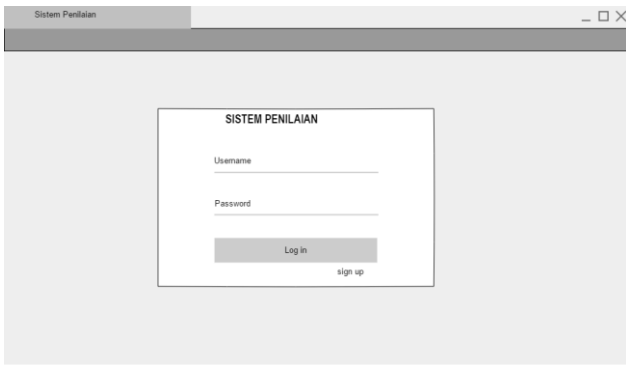 Sistem Penilaian
SISTEM PENILAIAN
Username
Password
Log in
sign up